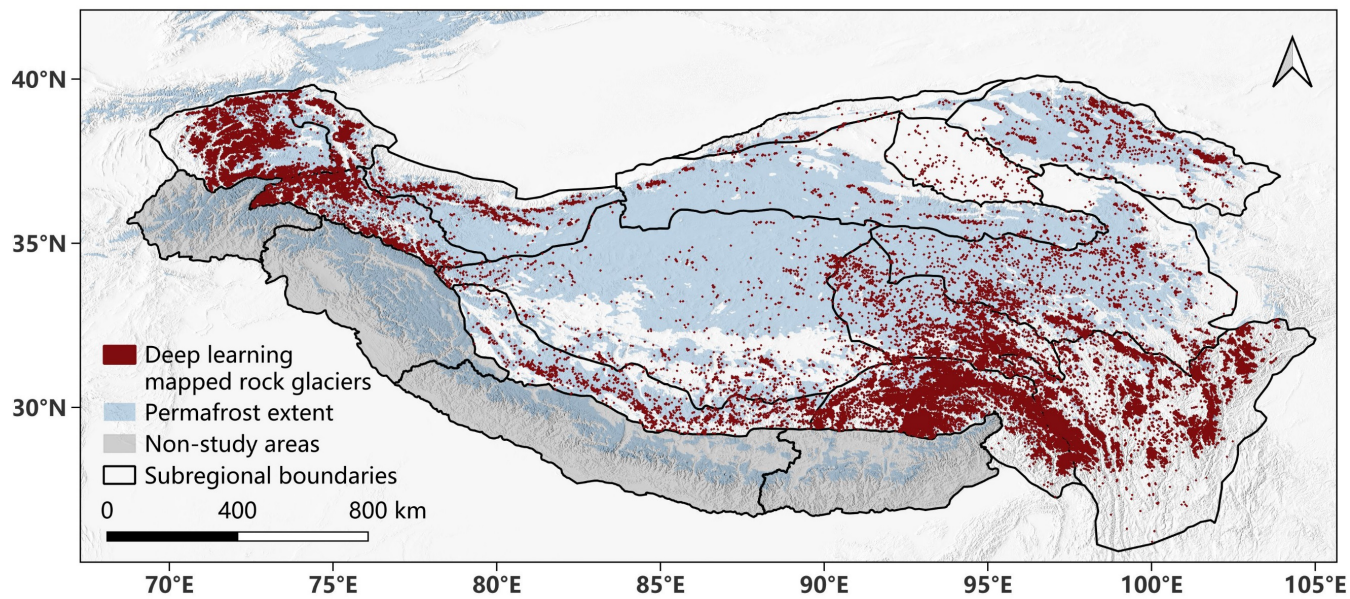 40°N
35°N
30°N
Deep learning
mapped rock glaciers
Permafrost extent
Non-study areas
Subregional boundaries
0 400 800 km
70°E 75°E 80°E 85°E 90°E 95°E 100°E 105°E